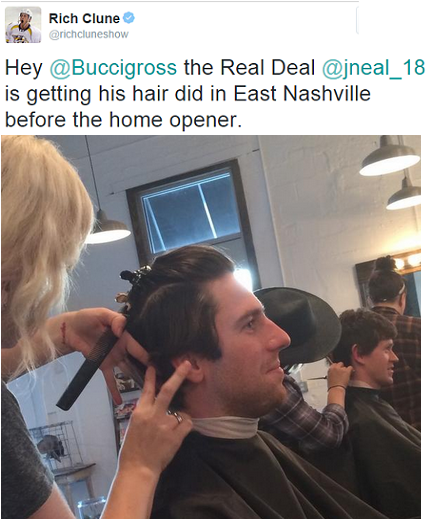 Rich Clune
@richcluneshow
Hey @Buccigross the Real Deal @jneal_18
is getting his hair did in East Nashville
before the home opener.